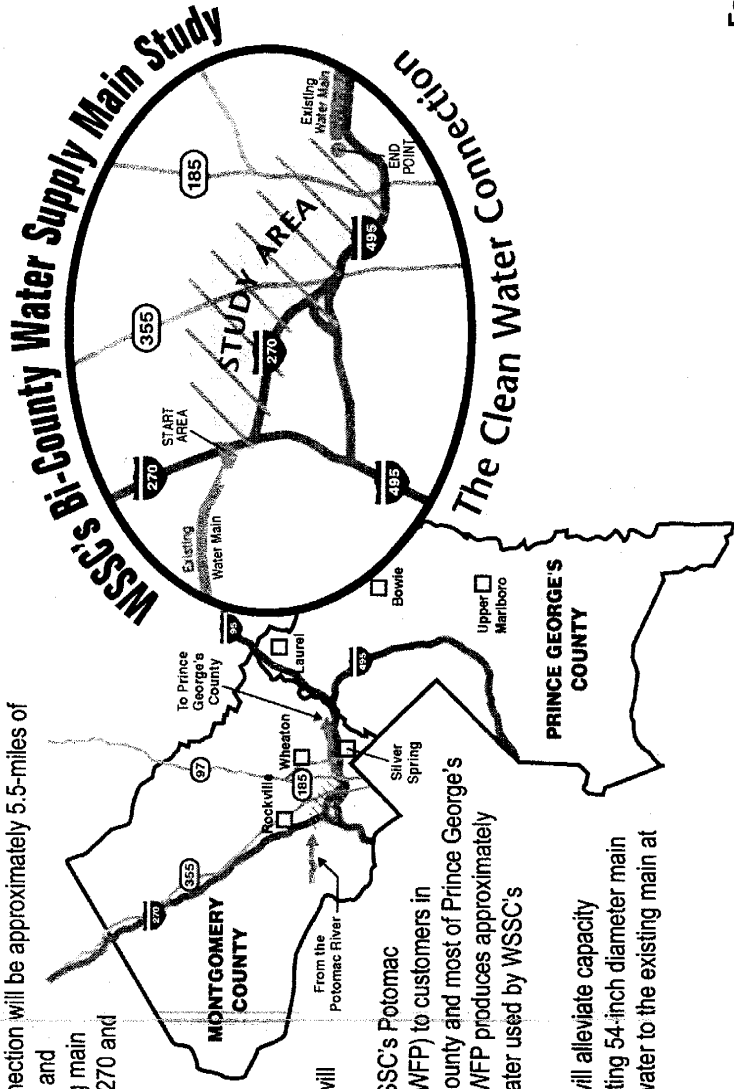 WSSC's Bi-County Water Supply Main Study
The Clean Water Connection
Existing
Water Main
START
AREA
270
355
185
STUDY AREA
270
495
495
Existing
Water Main
END
POINT
MONTGOMERY
COUNTY
270
355
97
Rockville
Wheaton
185
Silver
Spring
From the
Potomac River
To Prince
George's
County
95
Laurel
495
Bowie
Upper
Marlboro
PRINCE GEORGE'S
COUNTY
nection will be approximately 5.5-miles of
and
g main
270 and
will
SSC's Potomac
WFP) to customers in
ounty and most of Prince George's
WFP produces approximately
ater used by WSSC's
will alleviate capacity
ting 54-inch diameter main
water to the existing main at